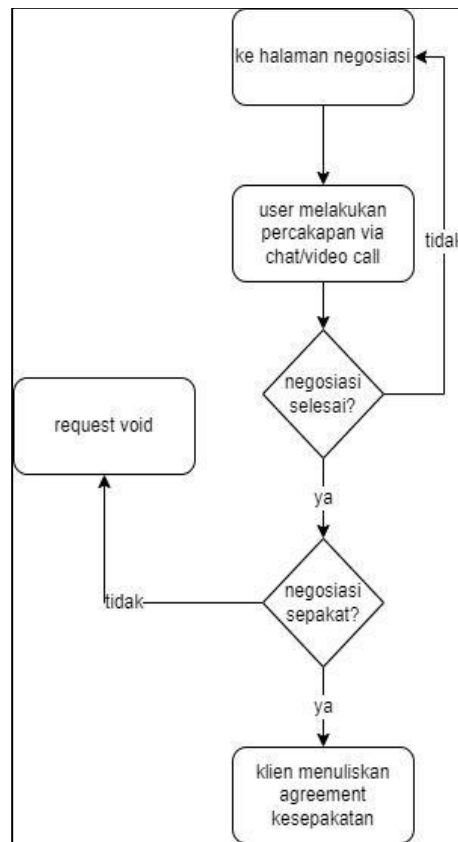 ke halaman negosiasi
user melakukan
percakapan via
chat/video call
tidak
negosiasi
selesai?
request void
ya
negosiasi
sepakat?
tidak
ya
klien menuliskan
agreement
kesepakatan